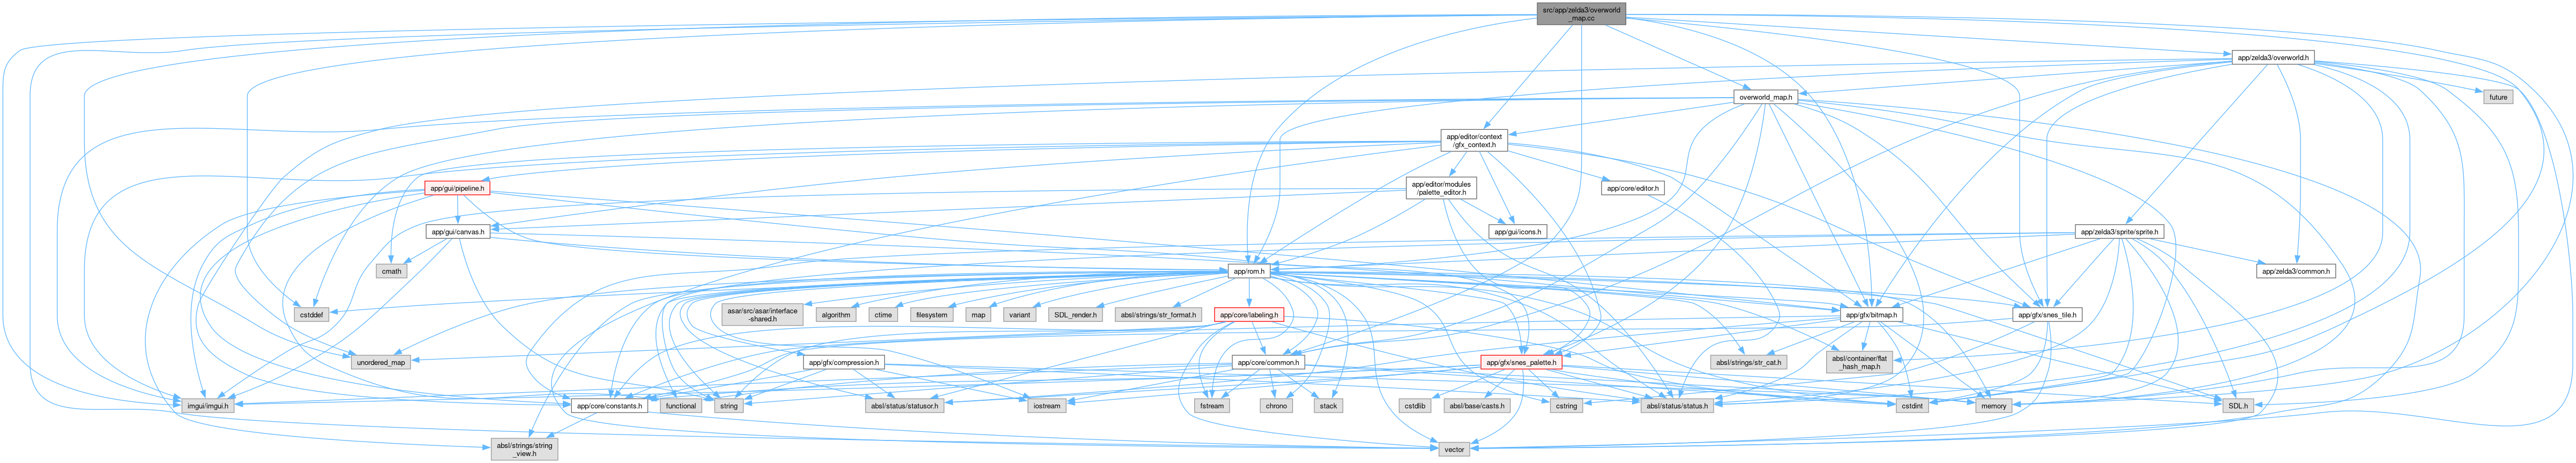 src/app/zelda3/overworld
_map.cc
app/zelda3/overworld.h
overworld_map.h
future
app/editor/context
/gfx_context.h
app/gui/pipeline.h
app/editor/modules
/palette_editor.h
app/core/editor.h
app/gui/canvas.h
app/gui/icons.h
app/zelda3/sprite/sprite.h
cmath
app/rom.h
app/zelda3/common.h
cstddef
asar/src/asar/interface
-shared.h
algorithm
ctime
filesystem
map
variant
SDL_render.h
absl/strings/str_format.h
app/core/labeling.h
app/gfx/bitmap.h
app/gfx/snes_tile.h
unordered_map
app/gfx/compression.h
app/core/common.h
app/gfx/snes_palette.h
absl/strings/str_cat.h
absl/container/flat
_hash_map.h
imgui/imgui.h
app/core/constants.h
functional
string
absl/status/statusor.h
iostream
fstream
chrono
stack
cstdlib
absl/base/casts.h
cstring
absl/status/status.h
cstdint
memory
SDL.h
absl/strings/string
_view.h
vector